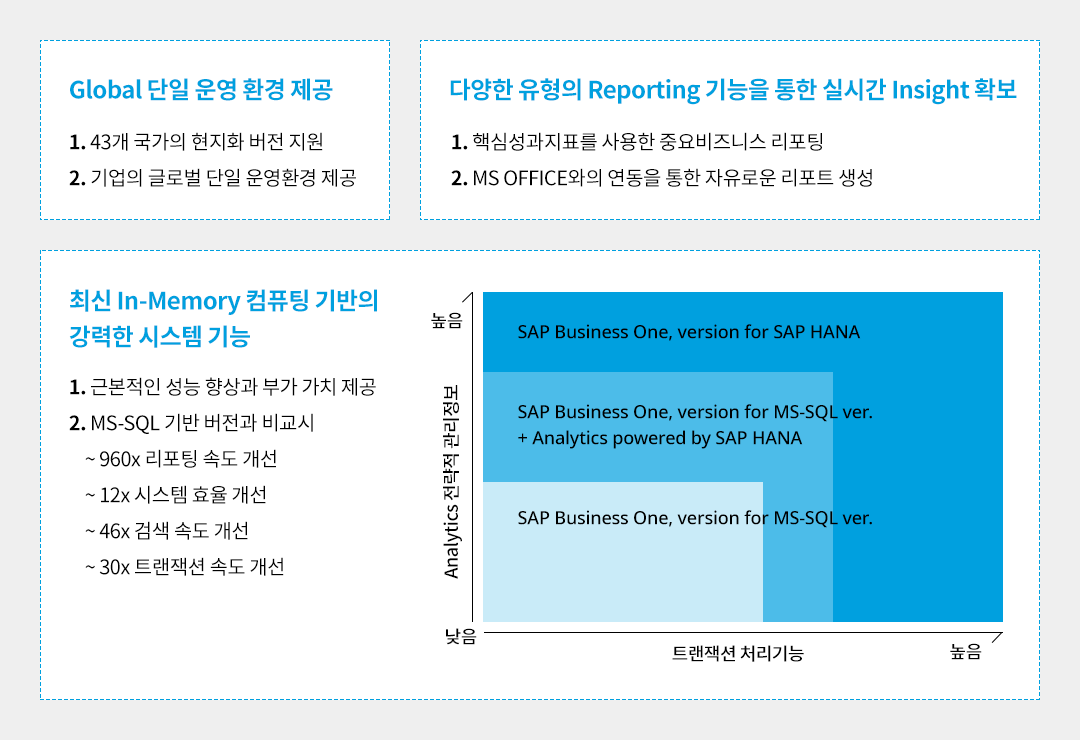 Global 단일 운영 환경 제공
1. 43개 국가의 현지화 버전 지원
2. 기업의 글로벌 단일 운영환경 제공
다양한 유형의 Reporting 기능을 통한 실시간 Insight 확보
1. 핵심성과지표를 사용한 중요비즈니스 리포팅
2. MS OFFICE와의 연동을 통한 자유로운 리포트 생성
최신 In-Memory 컴퓨팅 기반의
강력한 시스템 기능
1. 근본적인 성능 향상과 부가 가치 제공
2. MS-SQL 기반 버전과 비교시
~ 960x 리포팅 속도 개선
~ 12x 시스템 효율 개선
~ 46x 검색 속도 개선
~ 30x 트랜잭션 속도 개선
높음
Analytics 전략적 관리정보
낮음
SAP Business One, version for SAP HANA
SAP Business One, version for MS-SQL ver.
+ Analytics powered by SAP HANA
SAP Business One, version for MS-SQL ver.
트랜잭션 처리기능
높음